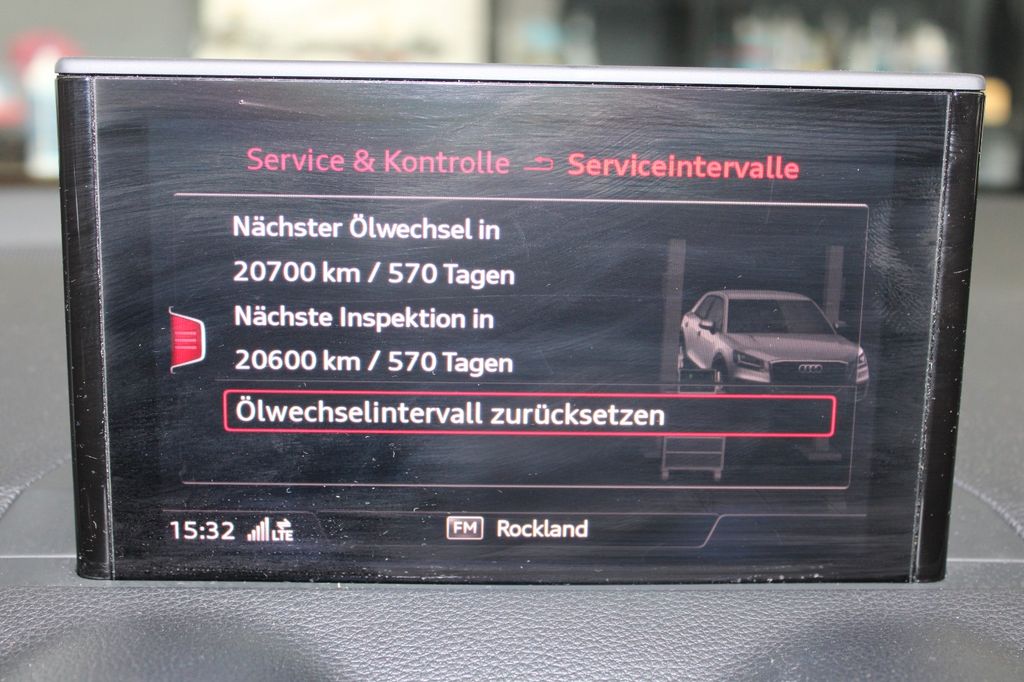 Service & Kontrolle Serviceintervalle
Nächster Ölwechsel in
20700 km / 570 Tagen
Nächste Inspektion in
20600 km / 570 Tagen
Ölwechselintervall zurücksetzen
15:32 LTE FM Rockland